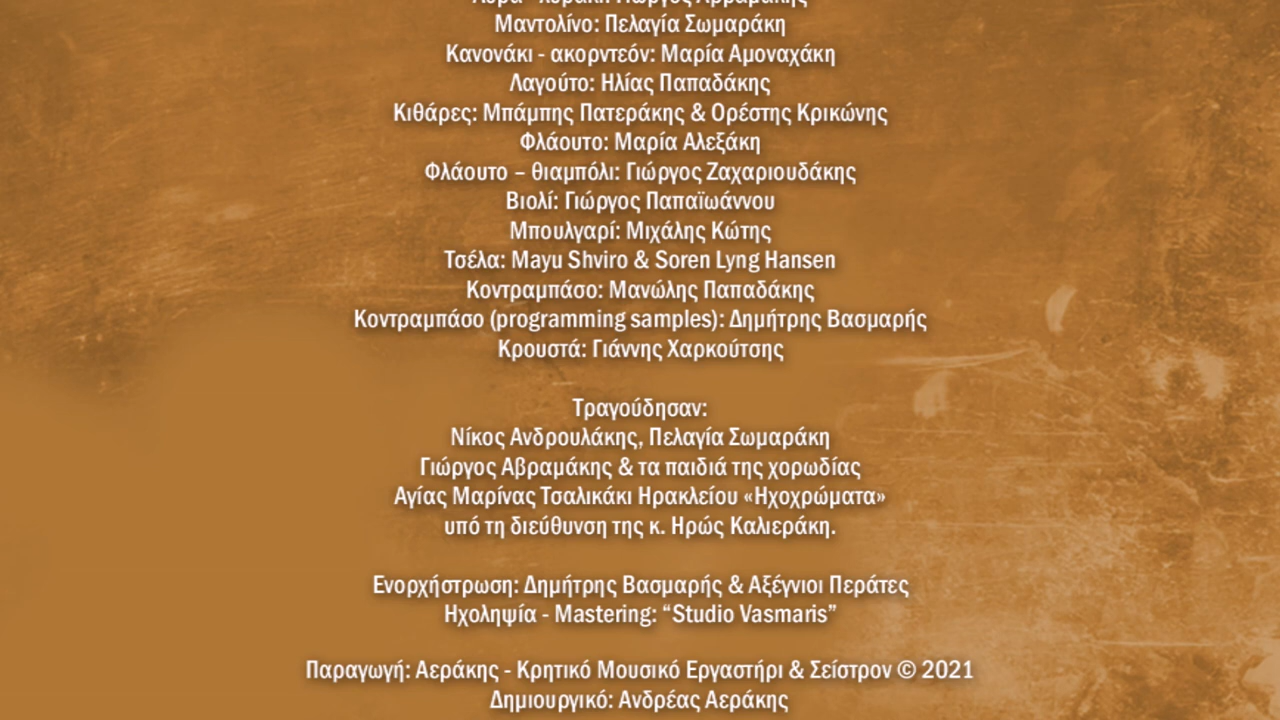 Μαντολίνο: Πελαγία Σωμαράκη
Κανονάκι - ακορντεόν: Μαρία Αμοναχάκη
Λαγούτο: Ηλίας Παπαδάκης
Κιθάρες: Μπάμπης Πατεράκης & Ορέστης Κρικώνης
Φλάουτο: Μαρία Αλεξάκη
Φλάουτο – θιαμπόλι: Γιώργος Ζαχαριουδάκης
Βιολί: Γιώργος Παπαϊωάννου
Μπουλγαρί: Μιχάλης Κώτης
Τσέλα: Mayu Shviro & Soren Lyng Hansen
Κοντραμπάσο: Μανώλης Παπαδάκης
Κοντραμπάσο (programming samples): Δημήτρης Βασμαρής
Κρουστά: Γιάννης Χαρκούτσης
Τραγούδησαν:
Νίκος Ανδρουλάκης, Πελαγία Σωμαράκη
Γιώργος Αβραμάκης & τα παιδιά της χορωδίας
Αγίας Μαρίνας Τσαλικάκι Ηρακλείου «Ηχοχρώματα»
υπό τη διεύθυνση της κ. Ηρώς Καλιεράκη.
Ενορχήστρωση: Δημήτρης Βασμαρής & Αξέγνιοι Περάτες
Ηχοληψία - Mastering: “Studio Vasmaris”
Παραγωγή: Αεράκης - Κρητικό Μουσικό Εργαστήρι & Σείστρον © 2021
Δημιουργικό: Ανδρέας Αεράκης